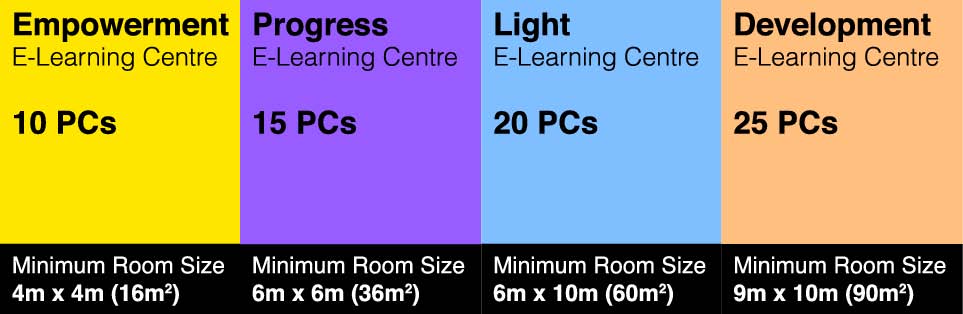 Empowerment
E-Learning Centre
10 PCs
Minimum Room Size
4m x 4m (16m²)
Progress
E-Learning Centre
15 PCs
Minimum Room Size
6m x 6m (36m²)
Light
E-Learning Centre
20 PCs
Minimum Room Size
6m x 10m (60m²)
Development
E-Learning Centre
25 PCs
Minimum Room Size
9m x 10m (90m²)